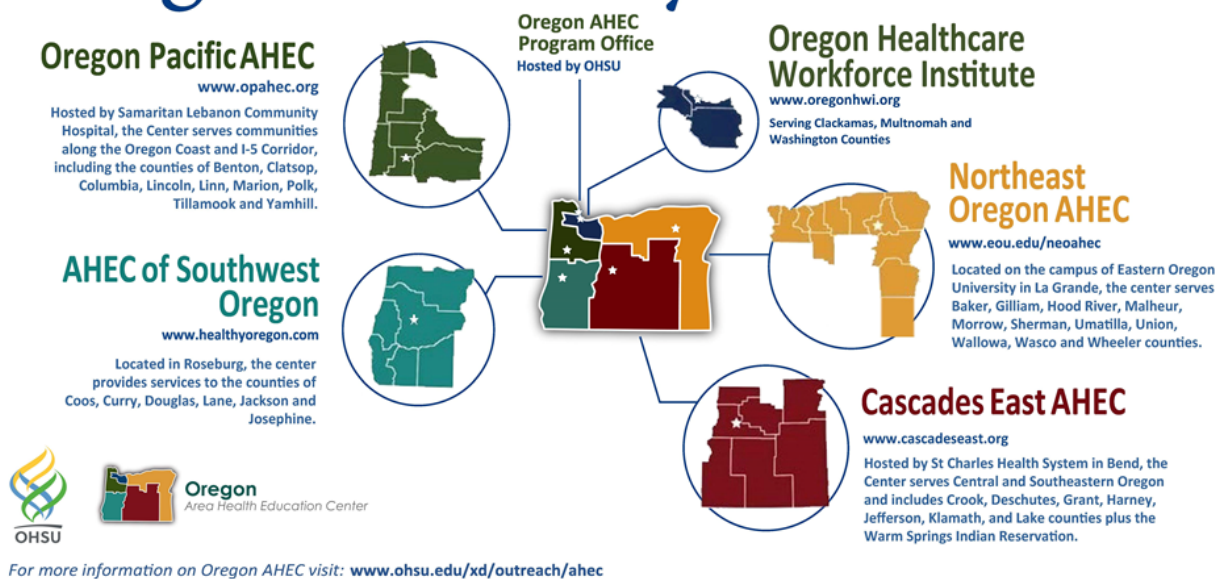 Oregon AHEC
Program Office
Hosted by OHSU
Oregon Pacific AHEC
www.opahec.org
Hosted by Samaritan Lebanon Community
Hospital, the Center serves communities
along the Oregon Coast and I-5 Corridor,
including the counties of Benton, Clatsop,
Columbia, Lincoln, Linn, Marion, Polk,
Tillamook and Yamhill.
Oregon Healthcare
Workforce Institute
www.oregonhwi.org
Serving Clackamas, Multnomah and
Washington Counties
Northeast
Oregon AHEC
www.eou.edu/neoahec
Located on the campus of Eastern Oregon
University in La Grande, the center serves
Baker, Gilliam, Hood River, Malheur,
Morrow, Sherman, Umatilla, Union,
Wallowa, Wasco and Wheeler counties.
AHEC of Southwest
Oregon
www.healthyoregon.com
Located in Roseburg, the center
provides services to the counties of
Coos, Curry, Douglas, Lane, Jackson and
Josephine.
Cascades East AHEC
www.cascadeseast.org
Hosted by St Charles Health System in Bend, the
Center serves Central and Southeastern Oregon
and includes Crook, Deschutes, Grant, Harney,
Jefferson, Klamath, and Lake counties plus the
Warm Springs Indian Reservation.
OHSU
Oregon
Area Health Education Center
For more information on Oregon AHEC visit: www.ohsu.edu/xd/outreach/ahec